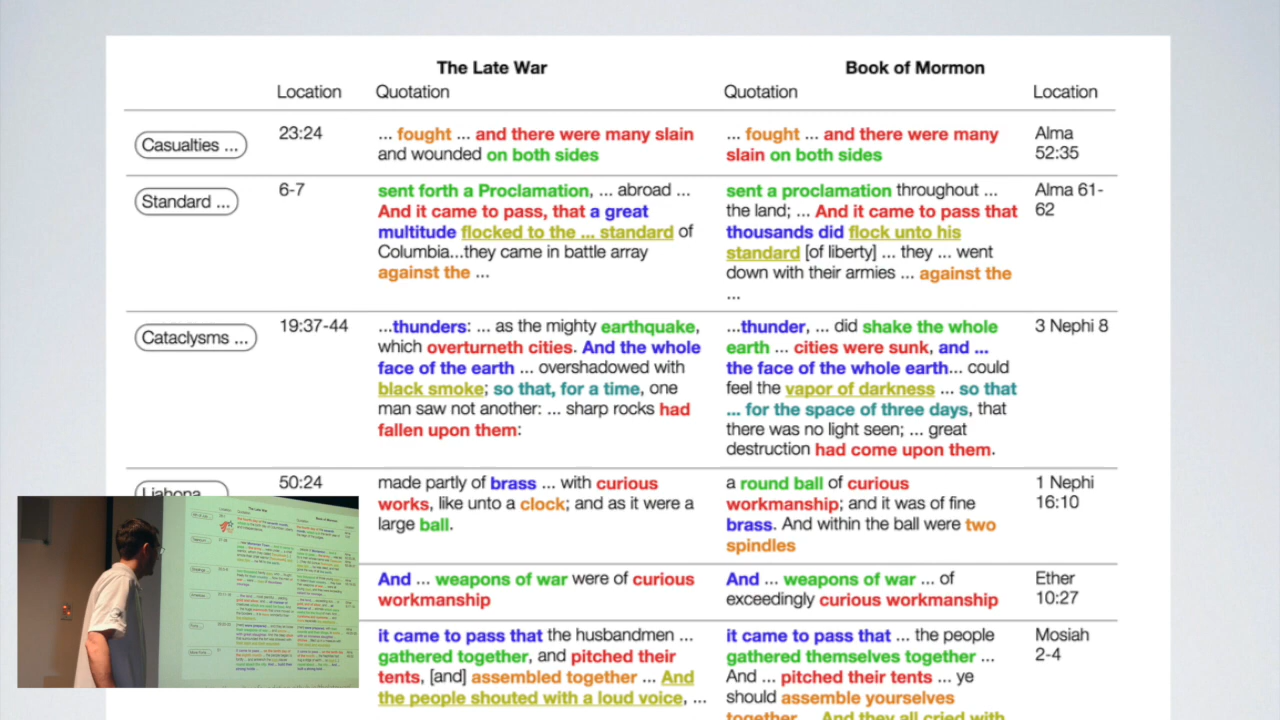 The Late War
Book of Mormon
Location
Quotation
Quotation
Location
Casualties ...
23:24
... fought ... and there were many slain
and wounded on both sides
... fought ... and there were many
slain on both sides
Alma
52:35
Standard ...
6-7
sent forth a Proclamation, ... abroad ...
And it came to pass, that a great
multitude flocked to the ... standard of
Columbia...they came in battle array
against the ...
sent a proclamation throughout ...
the land; ... And it came to pass that
thousands did flock unto his
standard [of liberty] ... they ... went
down with their armies ... against the
...
Alma 61-
62
Cataclysms ...
19:37-44
...thunders: ... as the mighty earthquake,
which overturneth cities. And the whole
face of the earth ... overshadowed with
black smoke; so that, for a time, one
man saw not another: ... sharp rocks had
fallen upon them:
...thunder, ... did shake the whole
earth ... cities were sunk, and ...
the face of the whole earth... could
feel the vapor of darkness ... so that
... for the space of three days, that
there was no light seen; ... great
destruction had come upon them.
3 Nephi 8
Liahona
50:24
made partly of brass ... with curious
works, like unto a clock; and as it were a
large ball.
a round ball of curious
workmanship; and it was of fine
brass. And within the ball were two
spindles
1 Nephi
16:10
And ... weapons of war were of curious
workmanship
And ... weapons of war ... of
exceedingly curious workmanship
Ether
10:27
it came to pass that the husbandmen ...
gathered together, and pitched their
tents, [and] assembled together ... And
the people shouted with a loud voice, ...
it came to pass that ... the people
gathered themselves together ...
And ... pitched their tents ... ye
should assemble yourselves
together ... And they all cried with
Mosiah
2-4